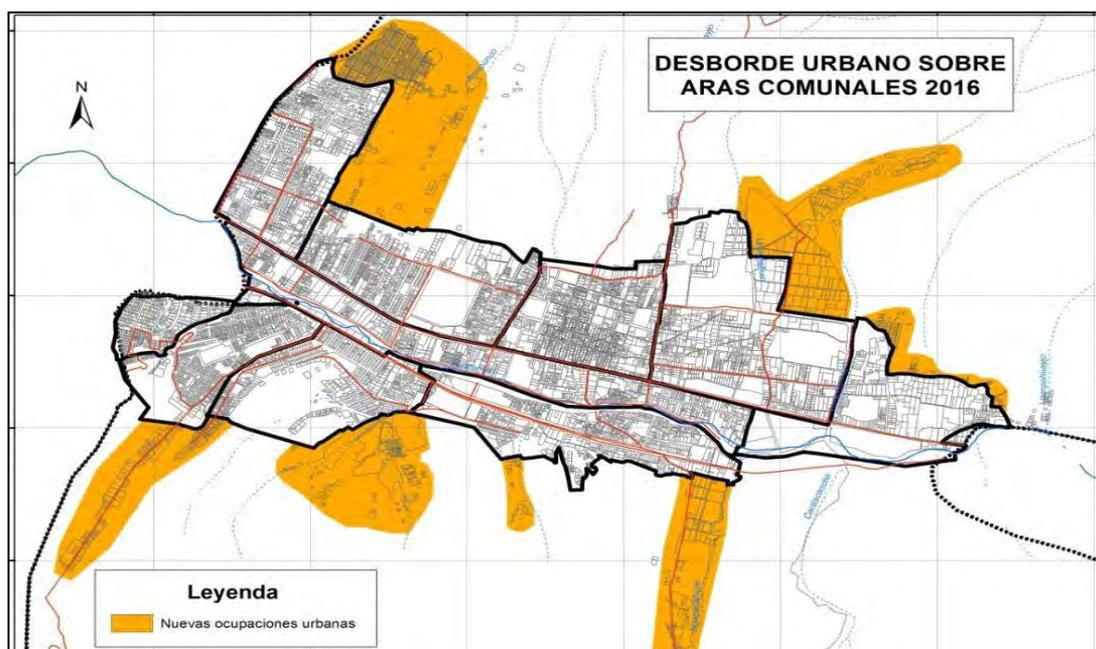 DESBORDE URBANO SOBRE
ARAS COMUNALES 2016
N
Leyenda
Nuevas ocupaciones urbanas